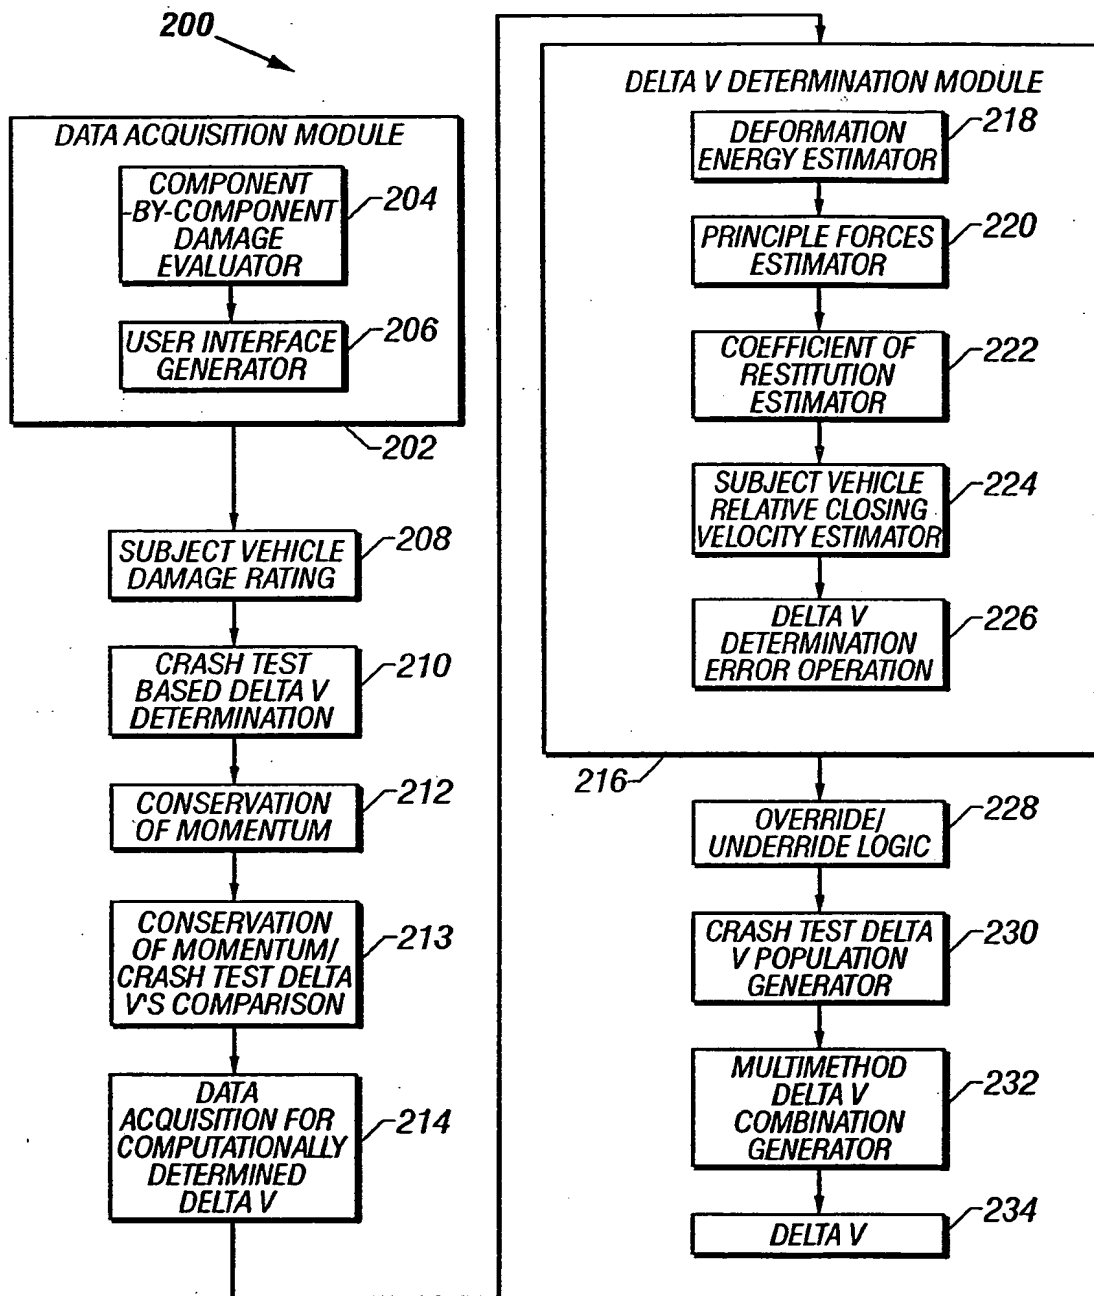 200
DATA ACQUISITION MODULE
COMPONENT
-BY-COMPONENT
DAMAGE
EVALUATOR
204
USER INTERFACE
GENERATOR
206
202
SUBJECT VEHICLE
DAMAGE RATING
208
CRASH TEST
BASED DELTA V
DETERMINATION
210
CONSERVATION
OF MOMENTUM
212
CONSERVATION
OF MOMENTUM/
CRASH TEST DELTA
V'S COMPARISON
213
DATA
ACQUISITION FOR
COMPUTATIONALLY
DETERMINED
DELTA V
214
DELTA V DETERMINATION MODULE
DEFORMATION
ENERGY ESTIMATOR
218
PRINCIPLE FORCES
ESTIMATOR
220
COEFFICIENT OF
RESTITUTION
ESTIMATOR
222
SUBJECT VEHICLE
RELATIVE CLOSING
VELOCITY ESTIMATOR
224
DELTA V
DETERMINATION
ERROR OPERATION
226
216
OVERRIDE/
UNDERRIDE LOGIC
228
CRASH TEST DELTA
V POPULATION
GENERATOR
230
MULTIMETHOD
DELTA V
COMBINATION
GENERATOR
232
DELTA V
234